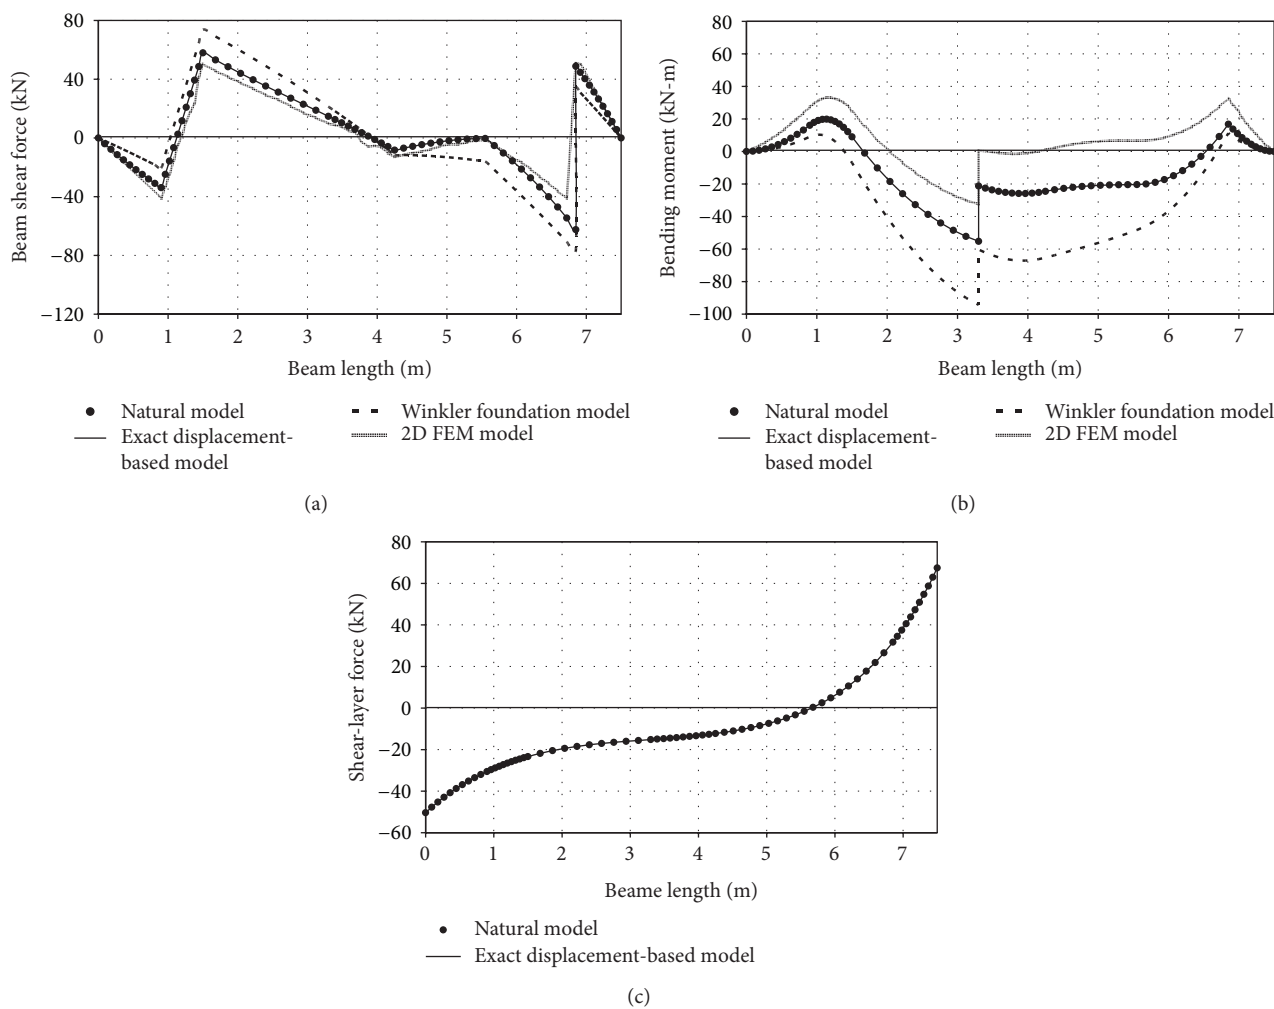 80
40
0
−40
−80
−120
Beam shear force (kN)
0 1 2 3 4 5 6 7
Beam length (m)
Natural model
Exact displacement-
based model
Winkler foundation model
2D FEM model
(a)
80
60
40
20
0
−20
−40
−60
−80
−100
Bending moment (kN-m)
0 1 2 3 4 5 6 7
Beam length (m)
Natural model
Exact displacement-
based model
Winkler foundation model
2D FEM model
(b)
80
60
40
20
0
−20
−40
−60
Shear-layer force (kN)
0 1 2 3 4 5 6 7
Beame length (m)
Natural model
Exact displacement-based model
(c)